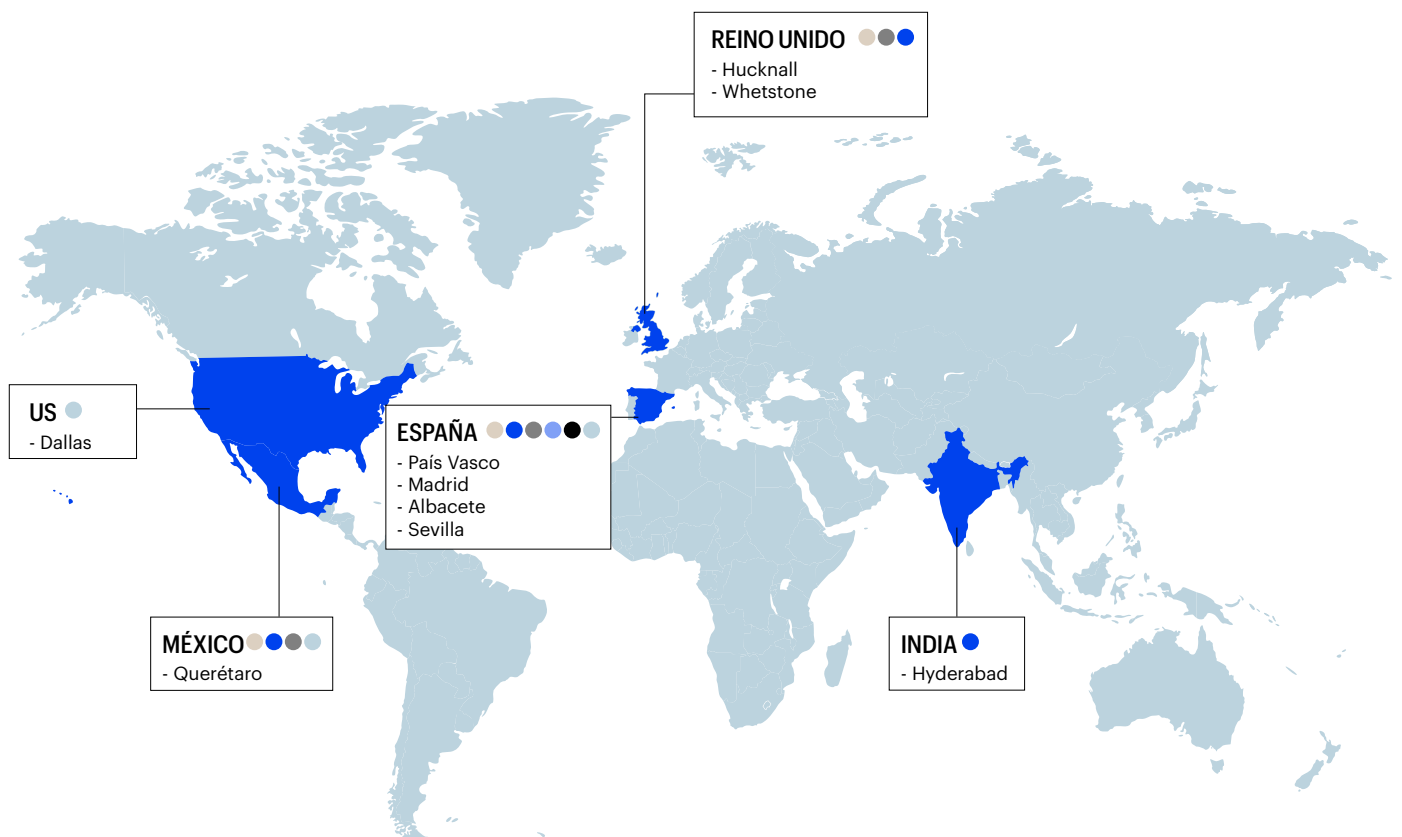 REINO UNIDO
- Hucknall
- Whetstone
US
- Dallas
ESPAÑA
- País Vasco
- Madrid
- Albacete
- Sevilla
MÉXICO
- Querétaro
INDIA
- Hyderabad